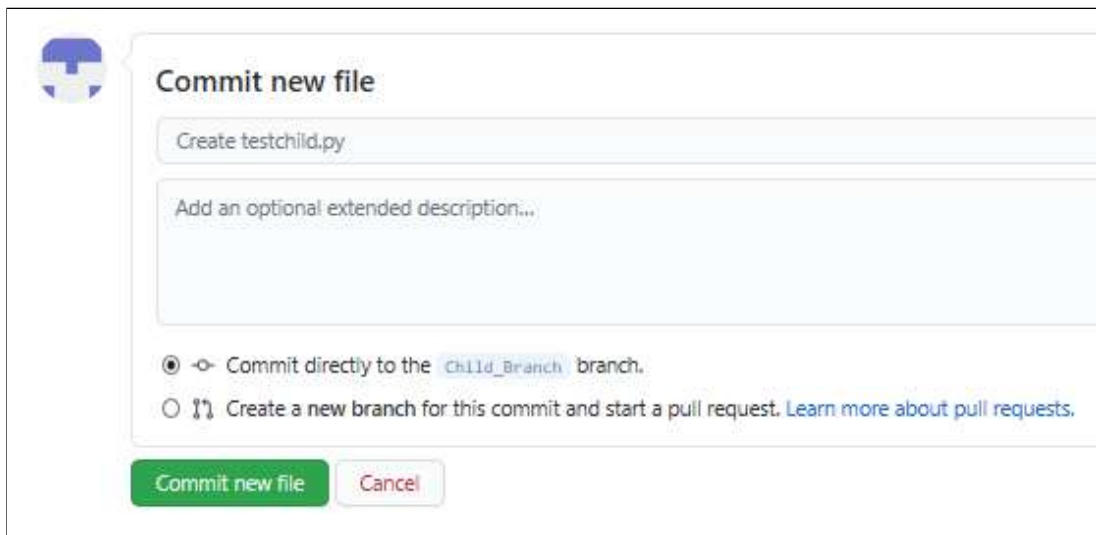 Commit new file
Create testchild.py
Add an optional extended description...
Commit directly to the Child_Branch branch.
Create a new branch for this commit and start a pull request. Learn more about pull requests.
Commit new file
Cancel